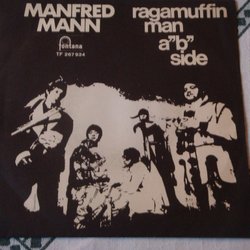 MANFRED
MANN
fontana
TF 267 924
ragamuffin
man
a"b"
side